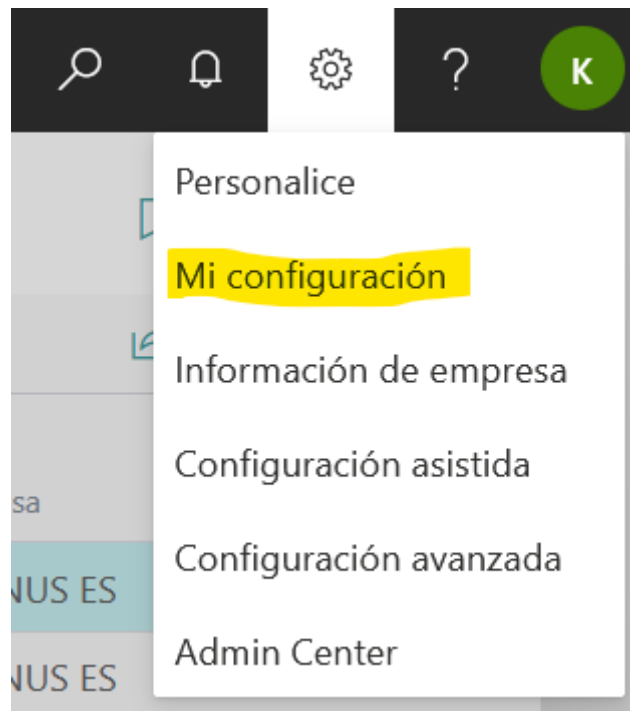 ?
K
Personalice
Mi configuración
Información de empresa
sa
Configuración asistida
NUS ES
Configuración avanzada
NUS ES
Admin Center